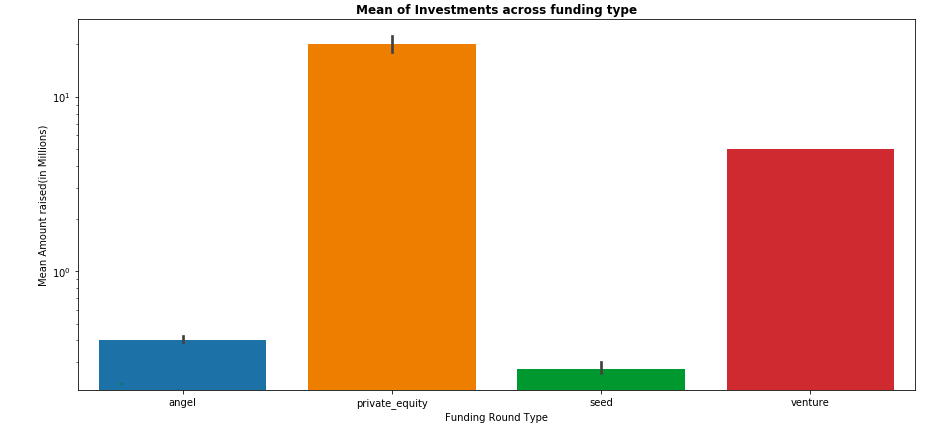 Mean of Investments across funding type
Mean Amount raised(in Millions)
10¹
10⁰
angel
private_equity
seed
venture
Funding Round Type